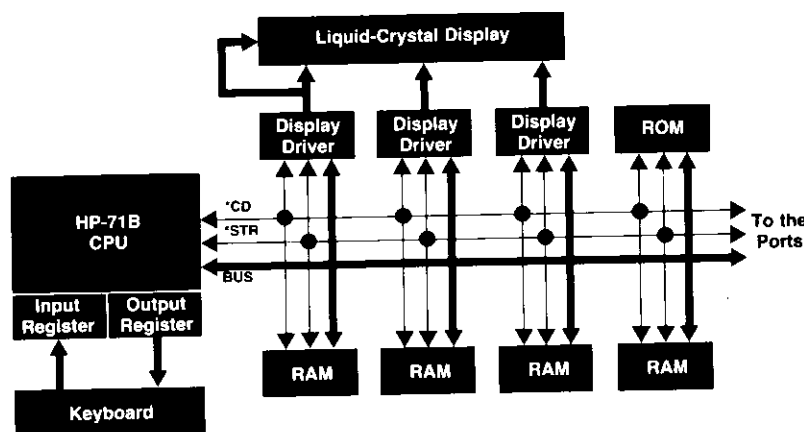 Liquid-Crystal Display
Display
Driver
Display
Driver
Display
Driver
ROM
HP-71B
CPU
*CD
*STR
BUS
To the
Ports
Input
Register
Output
Register
RAM
RAM
RAM
RAM
Keyboard